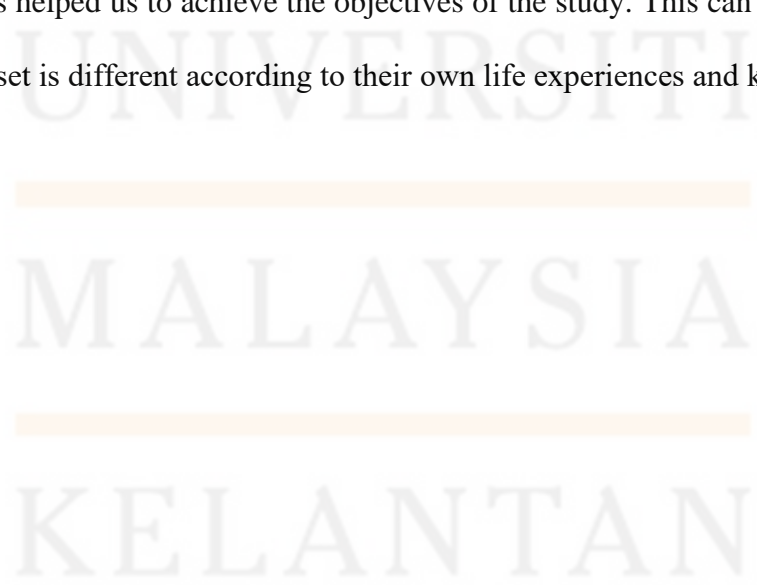 s helped us to achieve the objectives of the study. This can
UNIVERSITI
set is different according to their own life experiences and k
MALAYSIA
KELANTAN